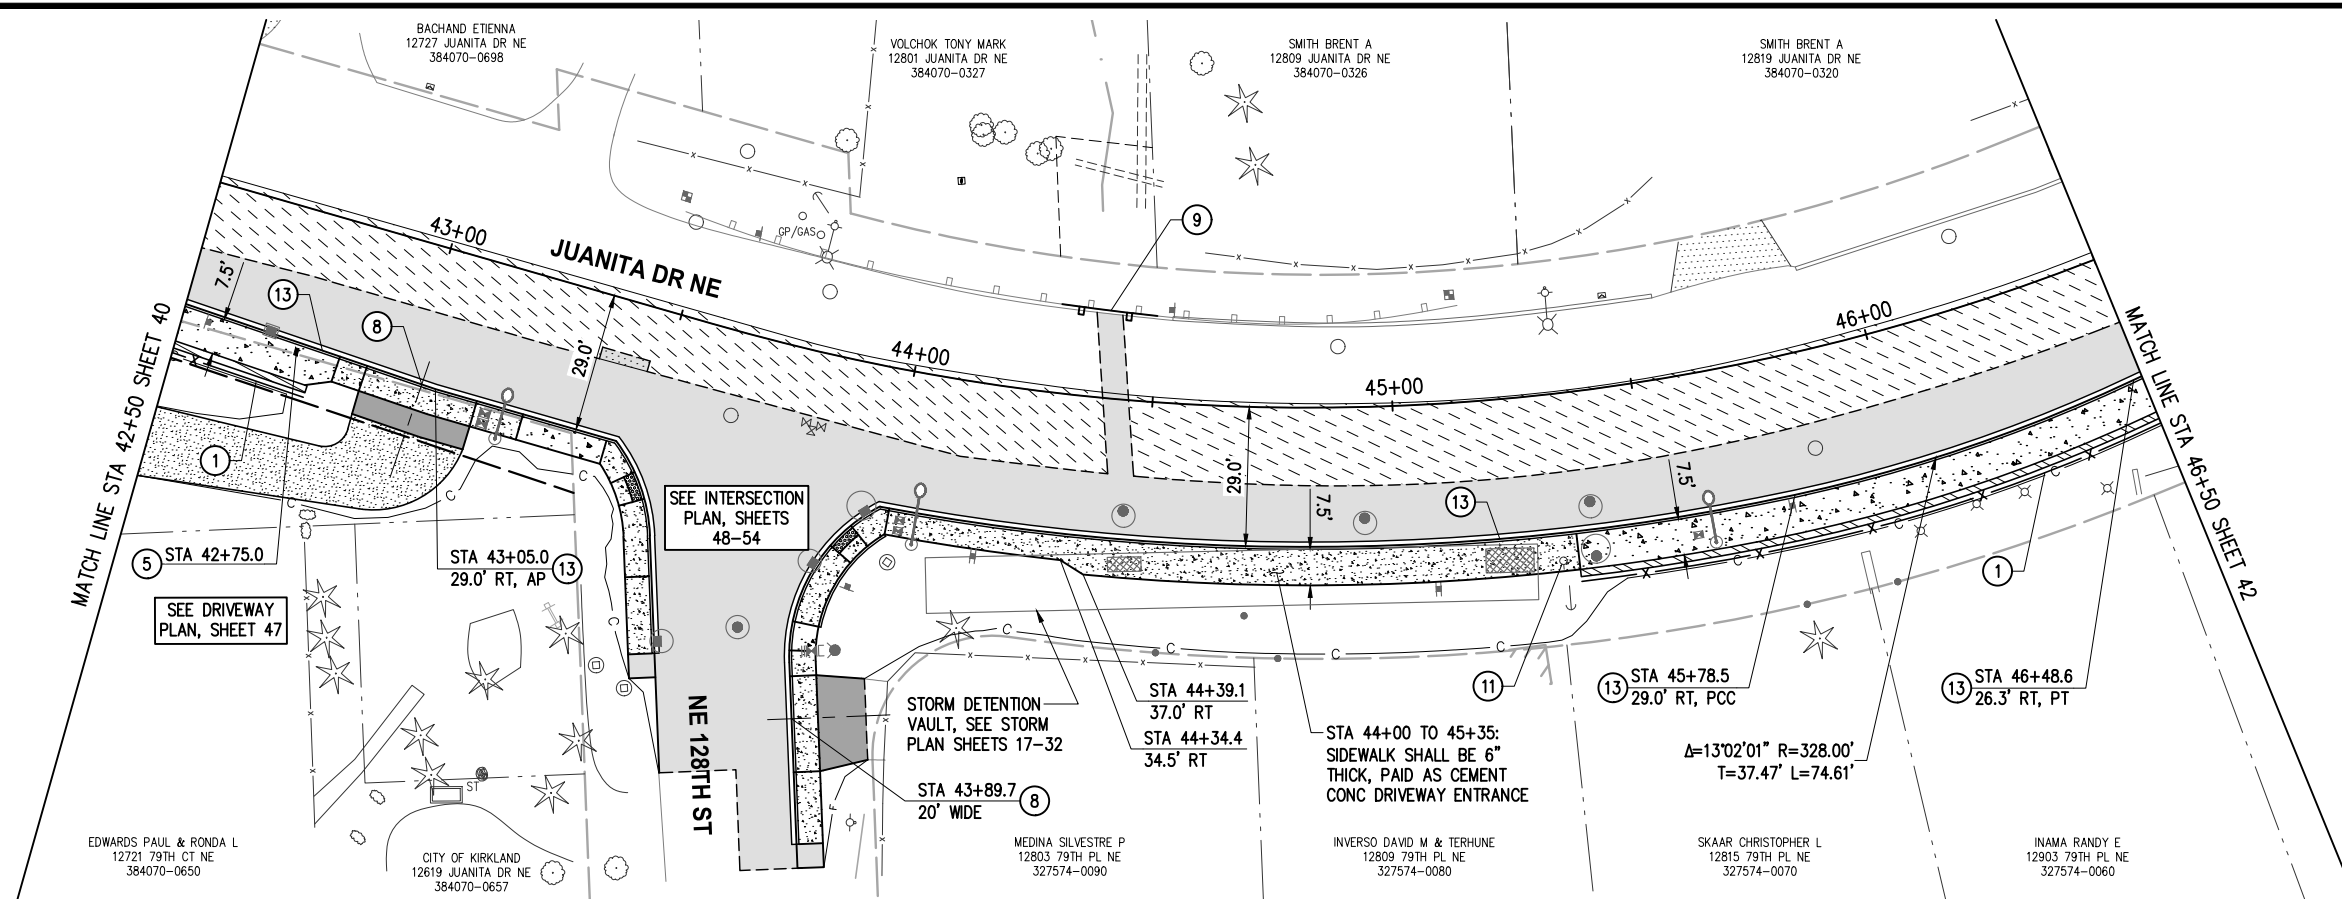 BACHAND ETIENNA
12727 JUANITA DR NE
384070-0698
VOLCHOK TONY MARK
12801 JUANITA DR NE
384070-0327
SMITH BRENT A
12809 JUANITA DR NE
384070-0326
SMITH BRENT A
12819 JUANITA DR NE
384070-0320
MATCH LINE STA 42+50 SHEET 40
43+00
JUANITA DR NE
GP/GAS
9
7.5'
13
8
29.0'
44+00
45+00
46+00
MATCH LINE STA 46+50 SHEET 42
1
SEE INTERSECTION
PLAN, SHEETS
48-54
29.0'
7.5'
13
7.5'
5 STA 42+75.0
STA 43+05.0 13
29.0' RT, AP
SEE DRIVEWAY
PLAN, SHEET 47
1
C
C
C
C
C
C
C
C
C
C
STORM DETENTION
VAULT, SEE STORM
PLAN SHEETS 17-32
STA 44+39.1
37.0' RT
STA 44+34.4
34.5' RT
11
STA 44+00 TO 45+35:
SIDEWALK SHALL BE 6"
THICK, PAID AS CEMENT
CONC DRIVEWAY ENTRANCE
13 STA 45+78.5
29.0' RT, PCC
13 STA 46+48.6
26.3' RT, PT
Δ=13°02'01" R=328.00'
T=37.47' L=74.61'
NE 128TH ST
STA 43+89.7 8
20' WIDE
ST
F
EDWARDS PAUL & RONDA L
12721 79TH CT NE
384070-0650
CITY OF KIRKLAND
12619 JUANITA DR NE
384070-0657
MEDINA SILVESTRE P
12803 79TH PL NE
327574-0090
INVERSO DAVID M & TERHUNE
12809 79TH PL NE
327574-0080
SKAAR CHRISTOPHER L
12815 79TH PL NE
327574-0070
INAMA RANDY E
12903 79TH PL NE
327574-0060